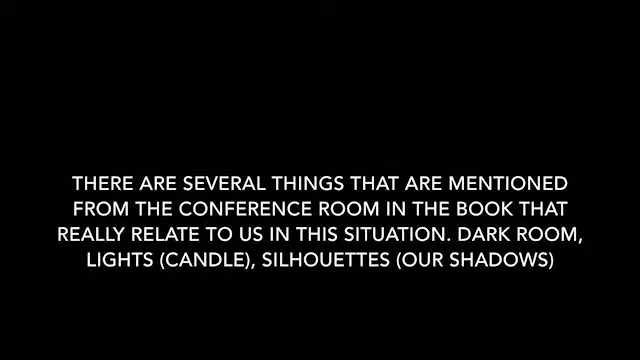 THERE ARE SEVERAL THINGS THAT ARE MENTIONED
FROM THE CONFERENCE ROOM IN THE BOOK THAT
REALLY RELATE TO US IN THIS SITUATION. DARK ROOM,
LIGHTS (CANDLE), SILHOUETTES (OUR SHADOWS)